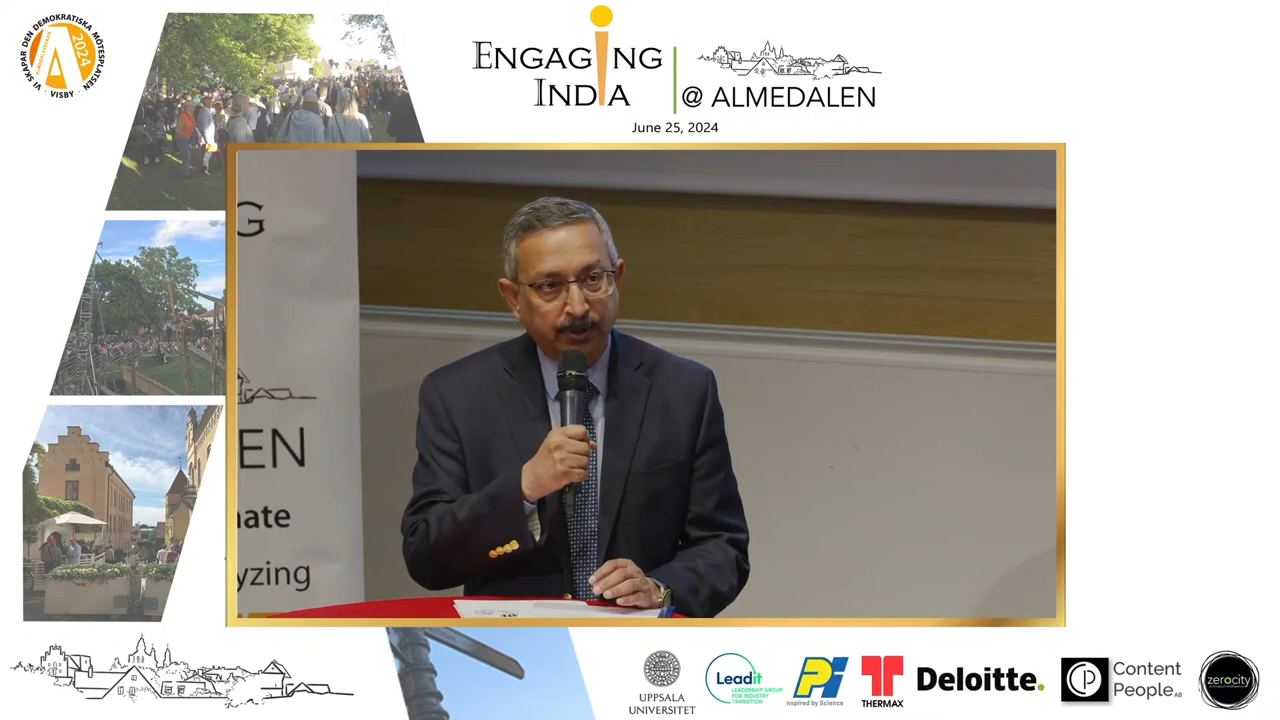 VI SKAPAR DEN DEMOKRATISKA MÖTESPLATSEN
2024
· VISBY ·
ENGAGING
INDIA
@ ALMEDALEN
June 25, 2024
G
EN
nate
yzing
UPPSALA
UNIVERSITET
Leadit
LEADERSHIP GROUP
FOR INDUSTRY
TRANSITION
Pi
Inspired by Science
THERMAX
Deloitte.
Content
People AB
zerocity